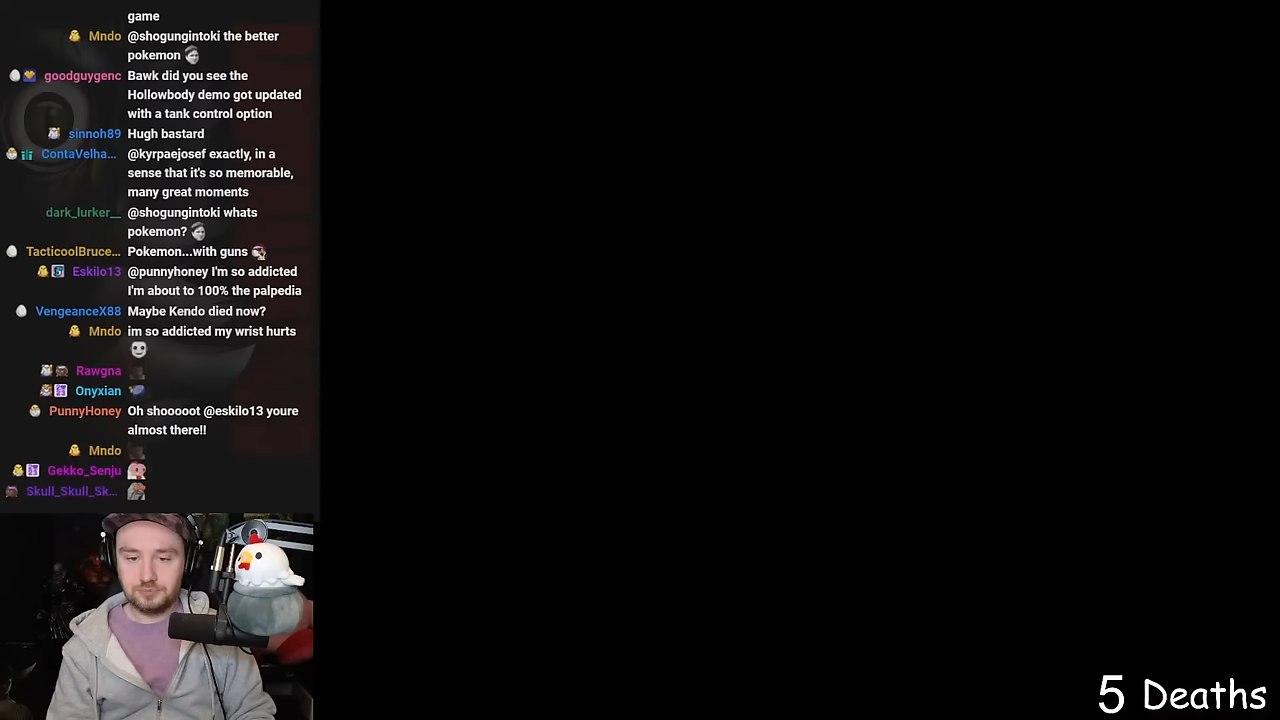 game
Mndo @shogungintoki the better
pokemon
goodguygenc Bawk did you see the
Hollowbody demo got updated
with a tank control option
sinnoh89 Hugh bastard
ContaVelha... @kyrpaejosef exactly, in a
sense that it's so memorable,
many great moments
dark_lurker__ @shogungintoki whats
pokemon?
TacticoolBruce... Pokemon...with guns
Eskilo13 @punnyhoney I'm so addicted
I'm about to 100% the palpedia
VengeanceX88 Maybe Kendo died now?
Mndo im so addicted my wrist hurts
Rawgna
Onyxian
PunnyHoney Oh shooooot @eskilo13 youre
almost there!!
Mndo
Gekko_Senju
Skull_Skull_Sk...
5 Deaths